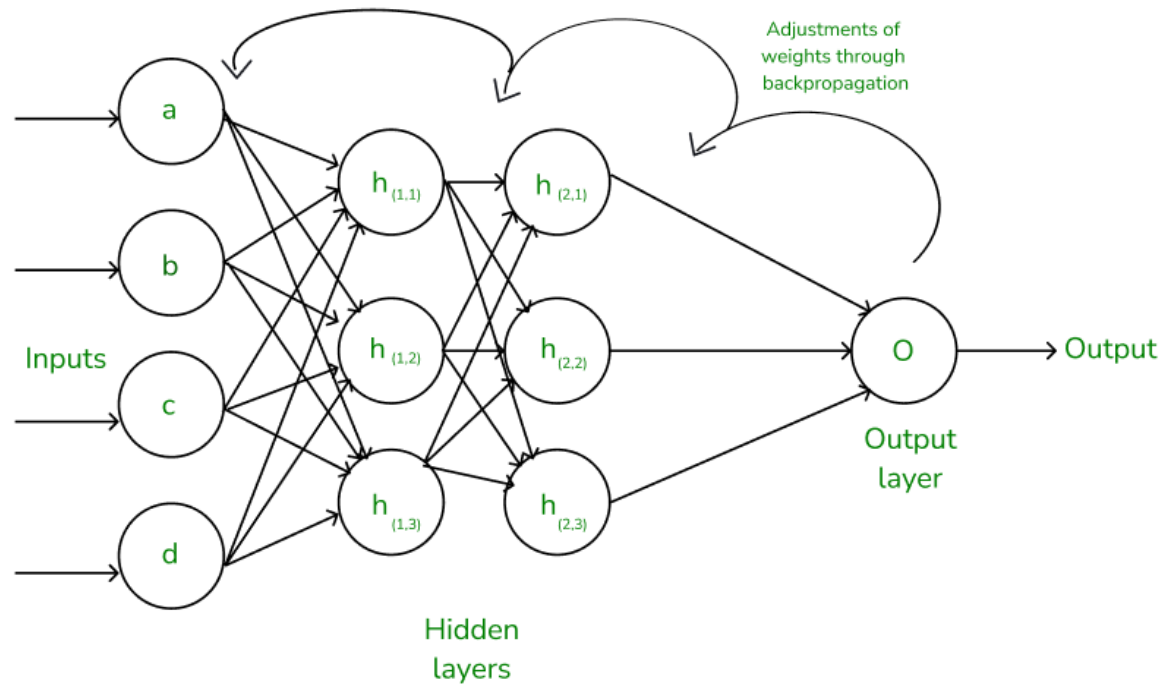 Adjustments of
weights through
backpropagation
a
h (1,1)
h (2,1)
b
Inputs
h (1,2)
h (2,2)
O
Output
c
Output
layer
h (1,3)
h (2,3)
d
Hidden
layers